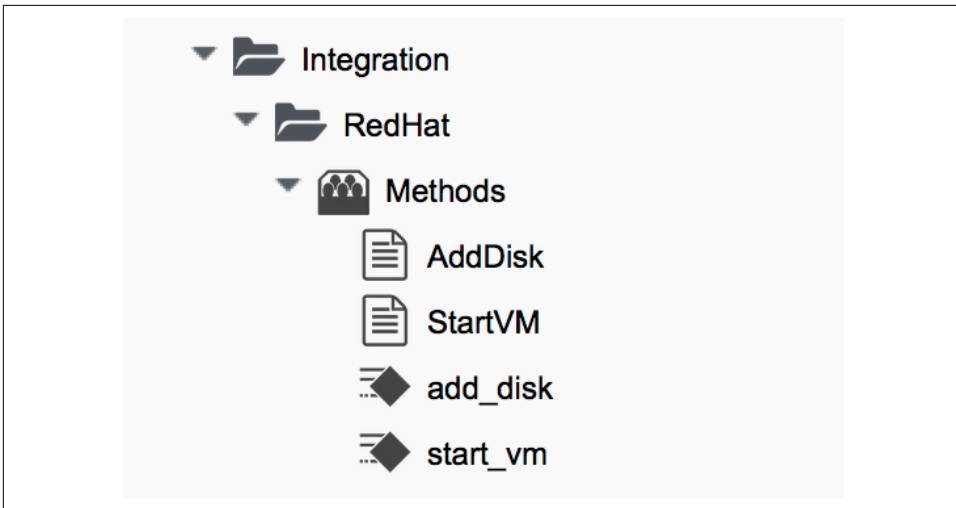 Integration
RedHat
Methods
AddDisk
StartVM
add_disk
start_vm